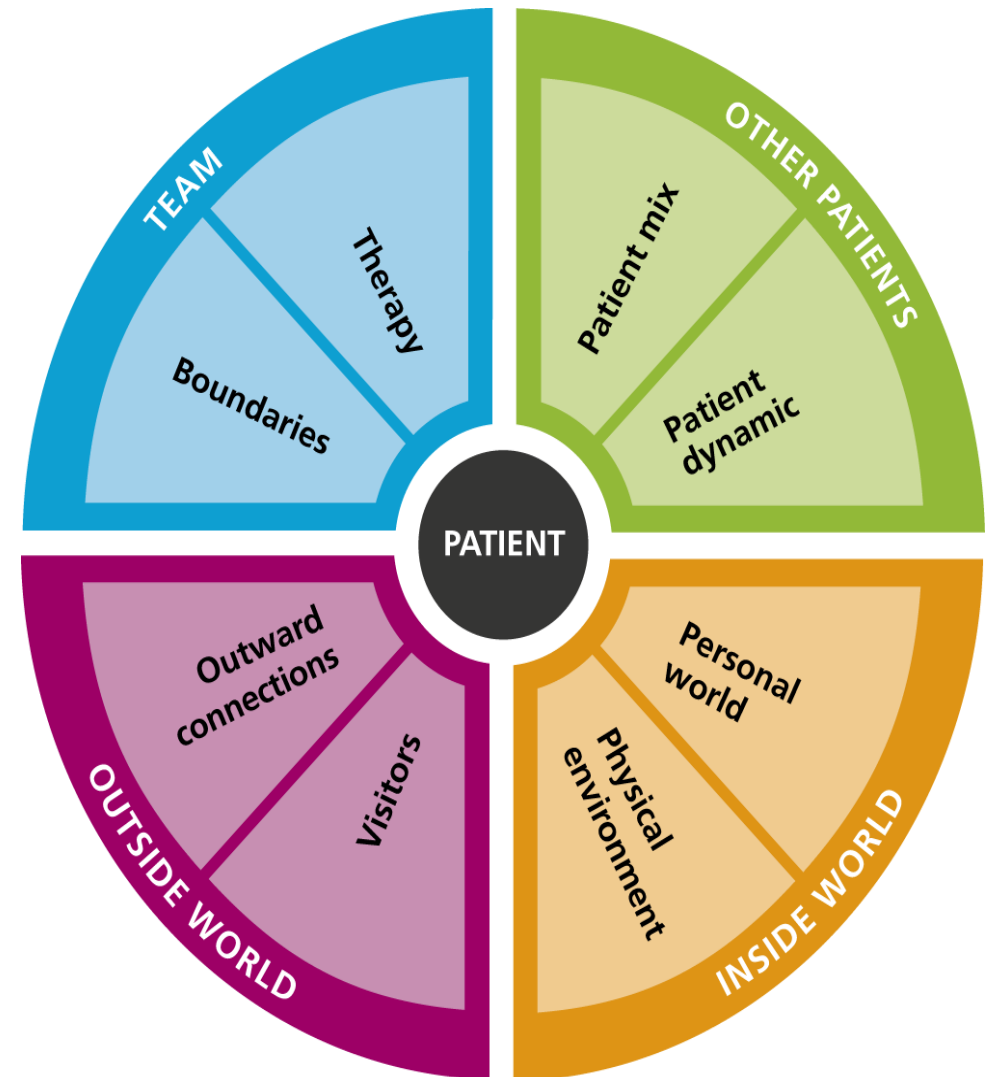 TEAM
Therapy
Boundaries
OTHER PATIENTS
Patient mix
Patient
dynamic
PATIENT
Outward
connections
Visitors
OUTSIDE WORLD
Personal
world
Physical
environment
INSIDE WORLD